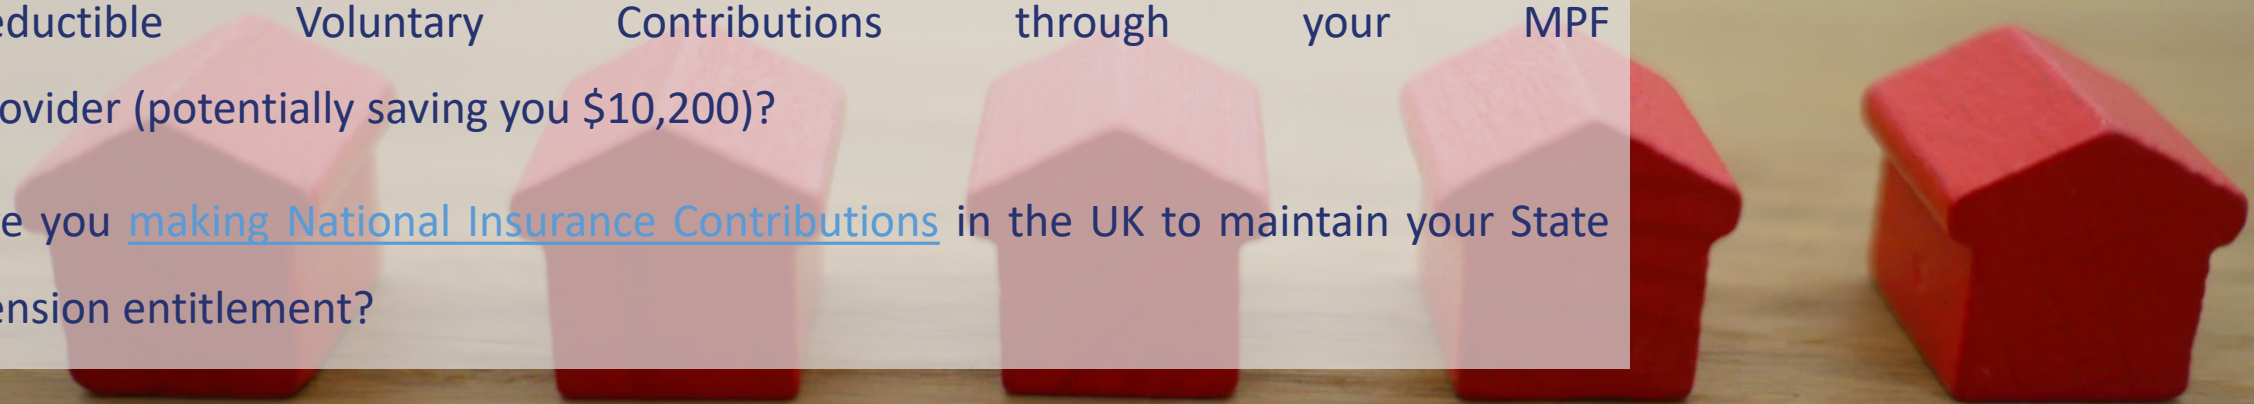 eductible Voluntary Contributions through your MPF
ovider (potentially saving you $10,200)?
e you making National Insurance Contributions in the UK to maintain your State
ension entitlement?